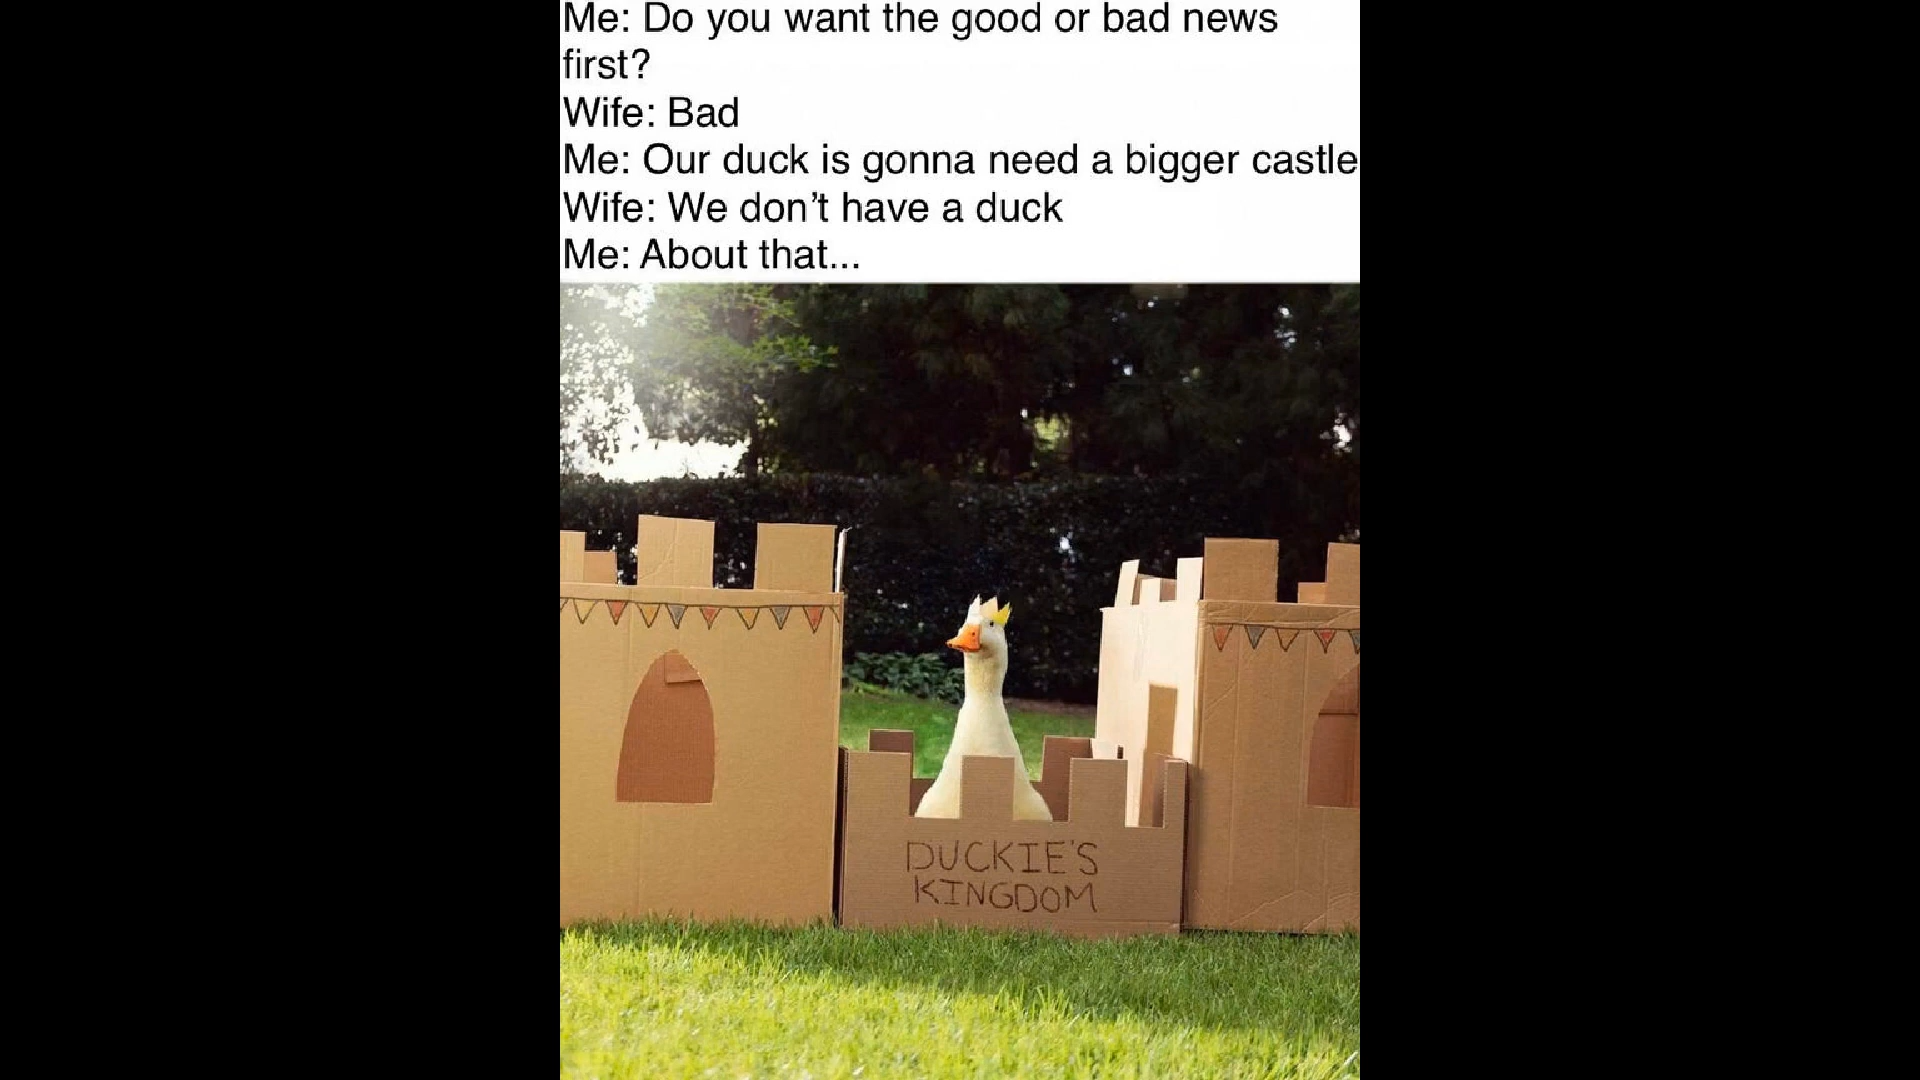 Me: Do you want the good or bad news
first?
Wife: Bad
Me: Our duck is gonna need a bigger castle
Wife: We don’t have a duck
Me: About that...
DUCKIE'S
KINGDOM